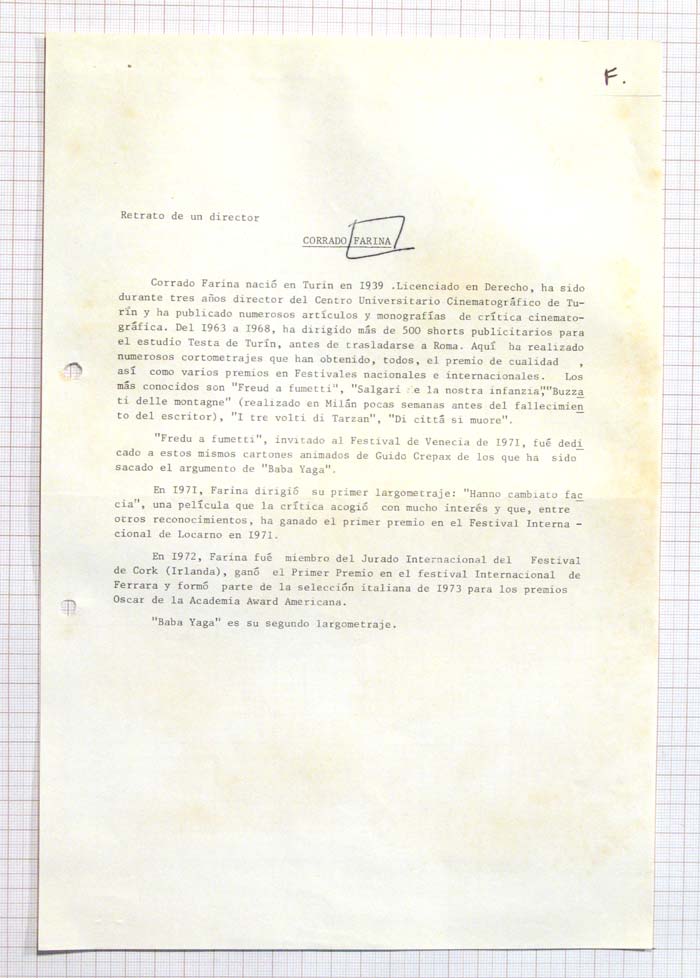 F.
Retrato de un director
CORRADO FARINA
Corrado Farina nació en Turin en I939 .Licenciado en Derecho, ha sido
durante tres años director del Centro Universitario Cinematográfico de Tu-
rín y ha publicado numerosos artículos y monografías de crítica cinemato-
gráfica. Del I963 a I968, ha dirigido más de 500 shorts publicitarios para
el estudio Testa de Turín, antes de trasladarse a Roma. Aquí ha realizado
numerosos cortometrajes que han obtenido, todos, el premio de cualidad ,
así como varios premios en Festivales nacionales e internacionales. Los
más conocidos son "Freud a fumetti", "Salgari e la nostra infanzia","Buzza
ti delle montagne" (realizado en Milán pocas semanas antes del fallecimien
to del escritor), "I tre volti di Tarzan", "Di cittá si muore".
"Fredu a fumetti", invitado al Festival de Venecia de I97I, fué dedi
cado a estos mismos cartones animados de Guido Crepax de los que ha sido
sacado el argumento de "Baba Yaga".
En I97I, Farina dirigió su primer largometraje: "Hanno cambiato fac
cia", una película que la crítica acogió con mucho interés y que, entre
otros reconocimientos, ha ganado el primer premio en el Festival Interna -
cional de Locarno en I97I.
En I972, Farina fué miembro del Jurado Internacional del Festival
de Cork (Irlanda), ganó el Primer Premio en el festival Internacional de
Ferrara y formó parte de la selección italiana de I973 para los premios
Oscar de la Academia Award Americana.
"Baba Yaga" es su segundo largometraje.